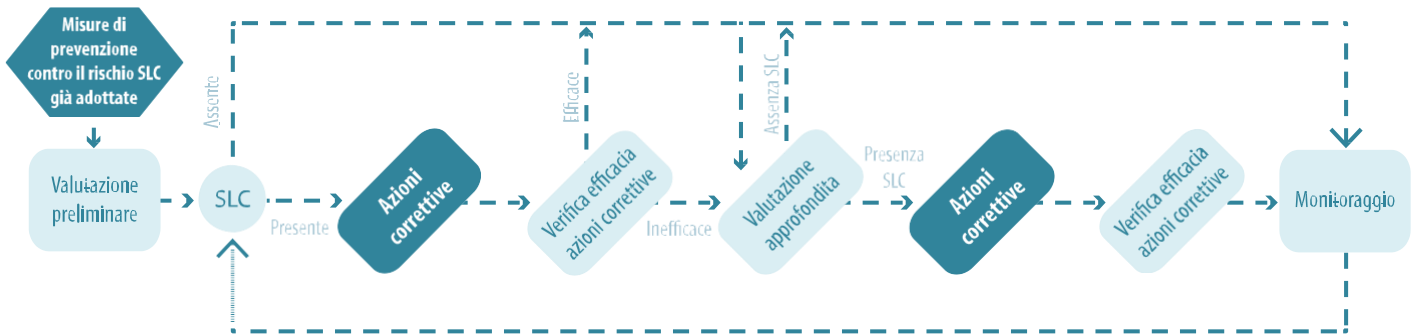 Misure di
prevenzione
contro il rischio SLC
già adottate
Valutazione
preliminare
Assente
SLC
Presente
Azioni
correttive
Efficace
Verifica efficacia
azioni correttive
Inefficace
Assenza SLC
Valutazione
approfondita
Presenza
SLC
Azioni
correttive
Verifica efficacia
azioni correttive
Monitoraggio